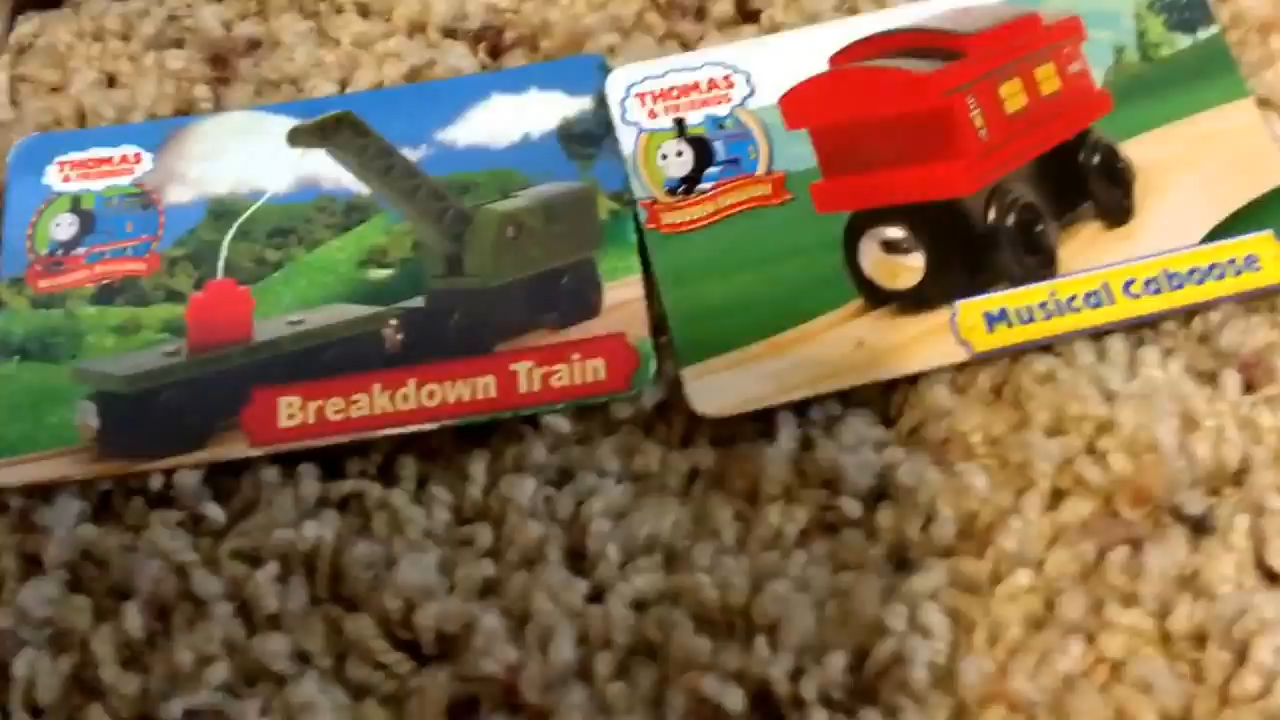 THOMAS
& FRIENDS
Breakdown Train
THOMAS
& FRIENDS
Musical Caboose